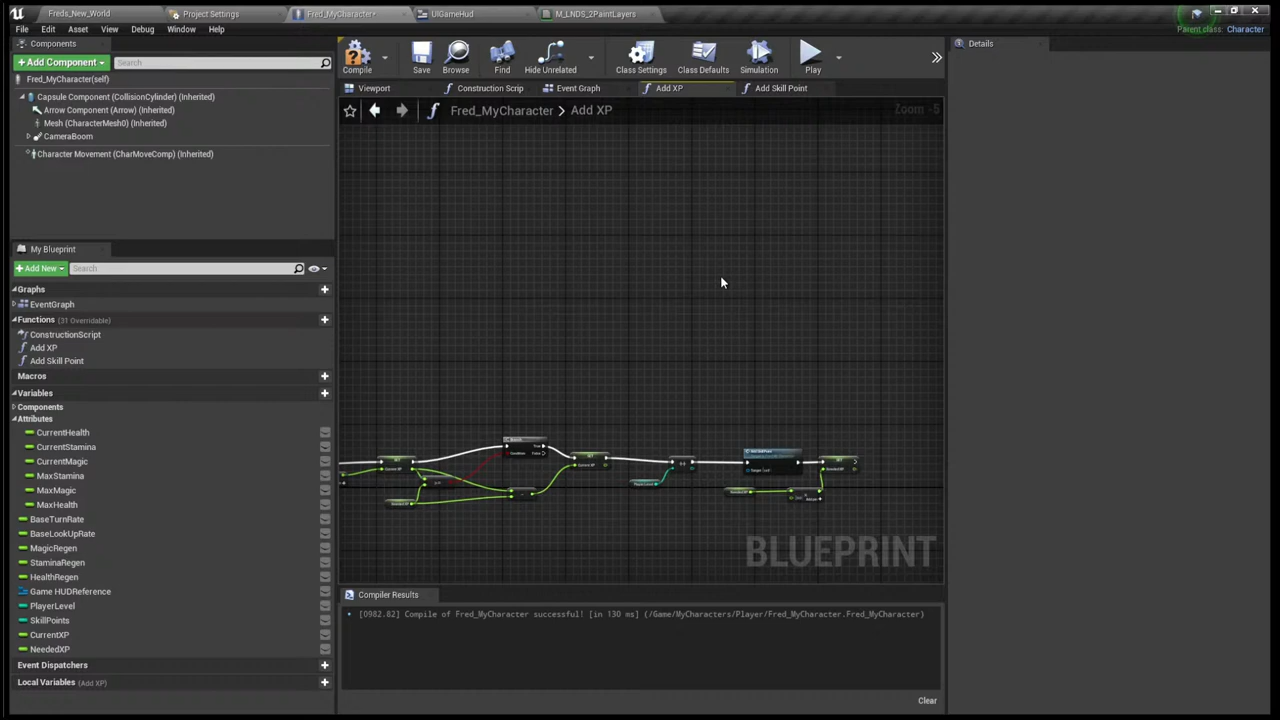 Freds_New_World
Project Settings
Fred_MyCharacter*
UIGameHud
M_LNDS_2PaintLayers
File Edit Asset View Debug Window Help
Parent class: Character
Components
+ Add Component
Search
Fred_MyCharacter(self)
Capsule Component (CollisionCylinder) (Inherited)
Arrow Component (Arrow) (Inherited)
Mesh (CharacterMesh0) (Inherited)
CameraBoom
Character Movement (CharMoveComp) (Inherited)
Compile
Save
Browse
Find
Hide Unrelated
Class Settings
Class Defaults
Simulation
Play
Details
Viewport
Construction Scrip
Event Graph
Add XP
Add Skill Point
Fred_MyCharacter > Add XP
Zoom -5
My Blueprint
+ Add New
Search
Graphs
EventGraph
Functions (31 Overridable)
ConstructionScript
Add XP
Add Skill Point
Macros
Variables
Components
Attributes
CurrentHealth
CurrentStamina
CurrentMagic
MaxStamina
MaxMagic
MaxHealth
BaseTurnRate
BaseLookUpRate
MagicRegen
StaminaRegen
HealthRegen
Game HUDReference
PlayerLevel
SkillPoints
CurrentXP
NeededXP
Event Dispatchers
Local Variables (Add XP)
BLUEPRINT
Compiler Results
[0982.82] Compile of Fred_MyCharacter successful! [in 130 ms] (/Game/MyCharacters/Player/Fred_MyCharacter.Fred_MyCharacter)
Clear